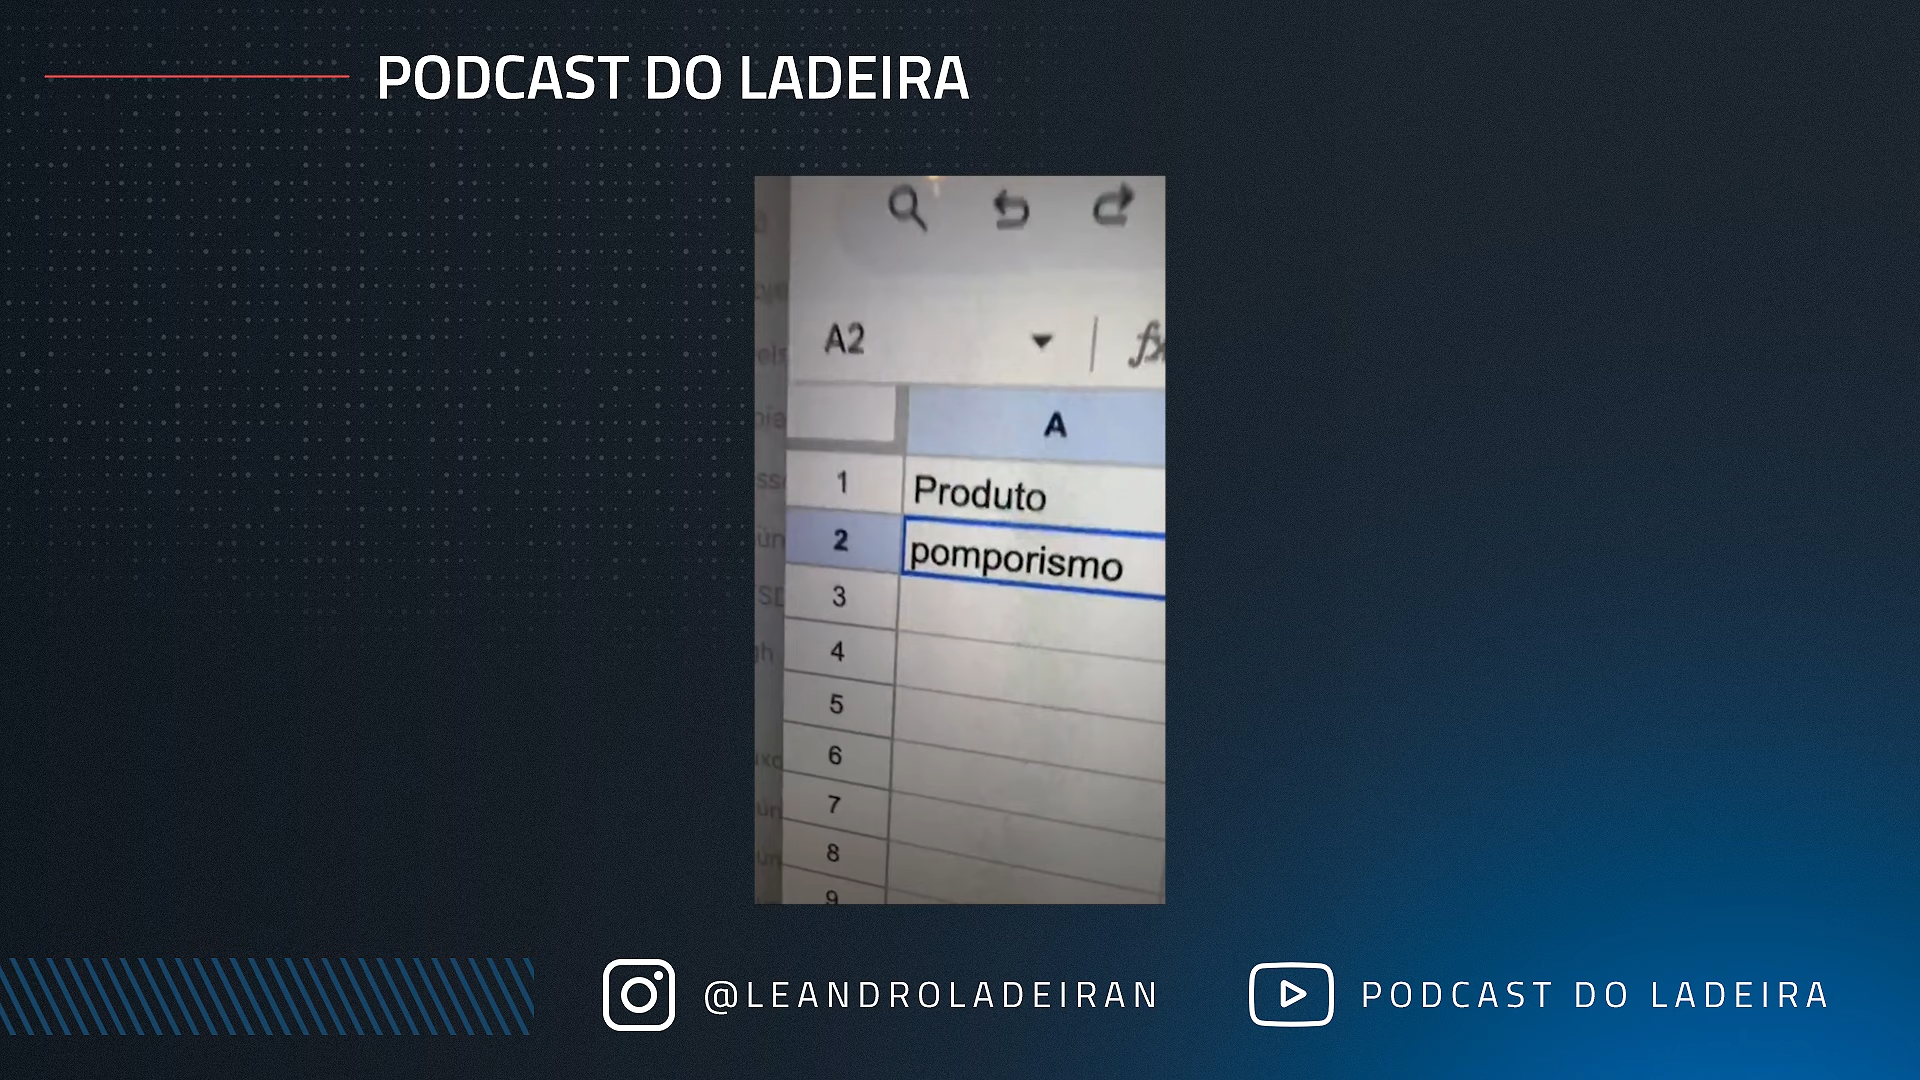 PODCAST DO LADEIRA
A2
fx
A
1
Produto
2
pomporismo
3
4
5
6
7
8
9
@LEANDROLADEIRAN
PODCAST DO LADEIRA